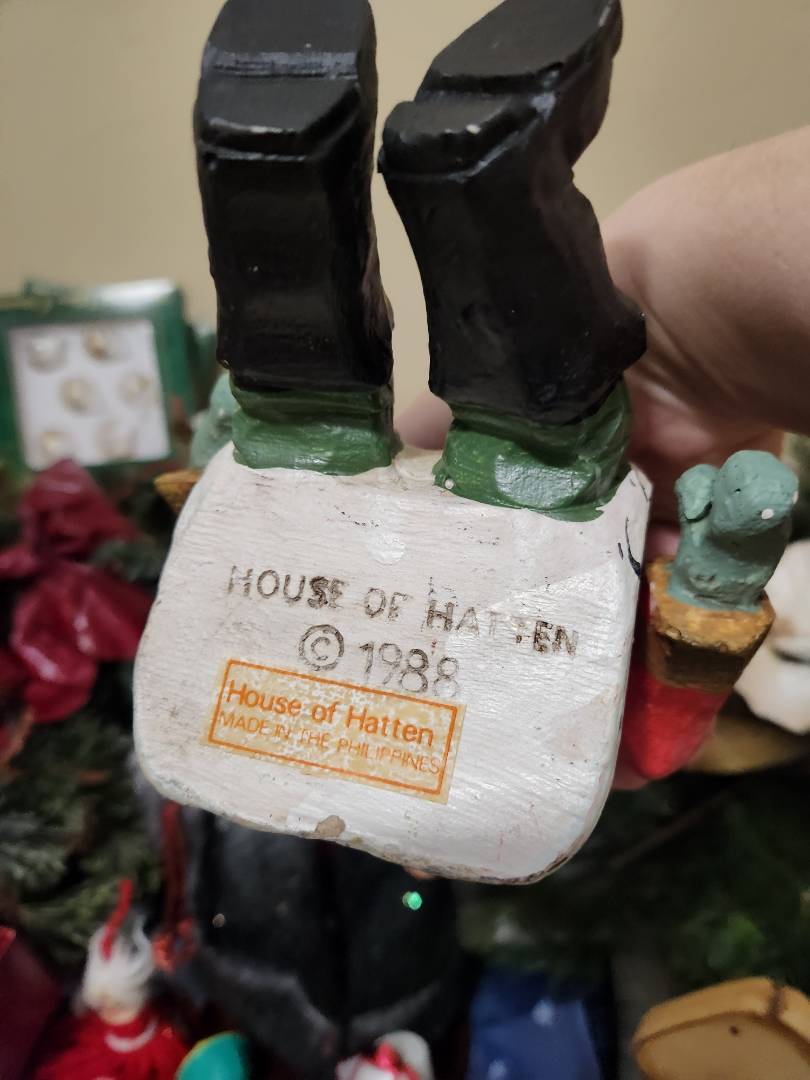 HOUSE OF HATTEN
© 1988
House of Hatten
MADE IN THE PHILIPPINES